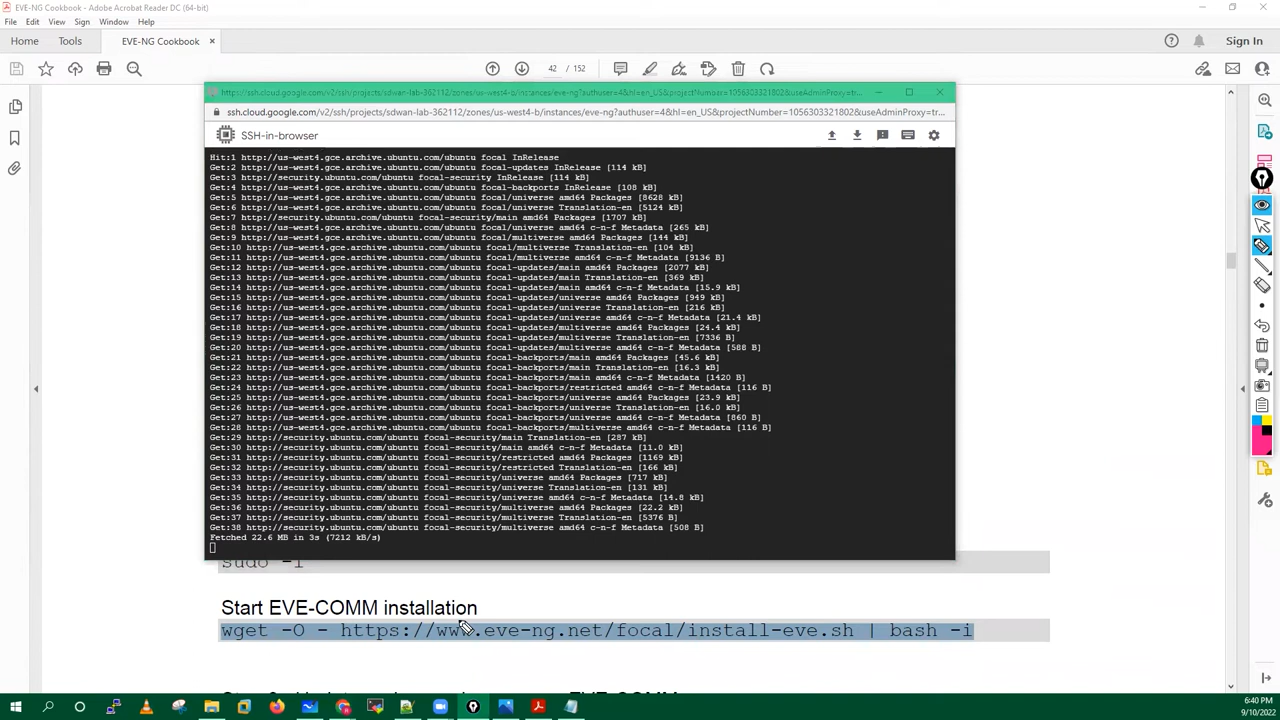 EVE-NG Cookbook - Adobe Acrobat Reader DC (64-bit)
File Edit View Sign Window Help
Home Tools EVE-NG Cookbook × Sign In
42 / 152
https://ssh.cloud.google.com/v2/ssh/projects/sdwan-lab-362112/zones/us-west4-b/instances/eve-ng?authuser=4&hl=en_US&projectNumber=1056303321802&useAdminProxy=tr...
ssh.cloud.google.com/v2/ssh/projects/sdwan-lab-362112/zones/us-west4-b/instances/eve-ng?authuser=4&hl=en_US&projectNumber=1056303321802&useAdminProxy=tr...
SSH-in-browser
Hit:1 http://us-west4.gce.archive.ubuntu.com/ubuntu focal InRelease
Get:2 http://us-west4.gce.archive.ubuntu.com/ubuntu focal-updates InRelease [114 kB]
Get:3 http://security.ubuntu.com/ubuntu focal-security InRelease [114 kB]
Get:4 http://us-west4.gce.archive.ubuntu.com/ubuntu focal-backports InRelease [108 kB]
Get:5 http://us-west4.gce.archive.ubuntu.com/ubuntu focal/universe amd64 Packages [8628 kB]
Get:6 http://us-west4.gce.archive.ubuntu.com/ubuntu focal/universe Translation-en [5124 kB]
Get:7 http://security.ubuntu.com/ubuntu focal-security/main amd64 Packages [1707 kB]
Get:8 http://us-west4.gce.archive.ubuntu.com/ubuntu focal/universe amd64 c-n-f Metadata [265 kB]
Get:9 http://us-west4.gce.archive.ubuntu.com/ubuntu focal/multiverse amd64 Packages [144 kB]
Get:10 http://us-west4.gce.archive.ubuntu.com/ubuntu focal/multiverse Translation-en [104 kB]
Get:11 http://us-west4.gce.archive.ubuntu.com/ubuntu focal/multiverse amd64 c-n-f Metadata [9136 B]
Get:12 http://us-west4.gce.archive.ubuntu.com/ubuntu focal-updates/main amd64 Packages [2077 kB]
Get:13 http://us-west4.gce.archive.ubuntu.com/ubuntu focal-updates/main Translation-en [369 kB]
Get:14 http://us-west4.gce.archive.ubuntu.com/ubuntu focal-updates/main amd64 c-n-f Metadata [15.9 kB]
Get:15 http://us-west4.gce.archive.ubuntu.com/ubuntu focal-updates/universe amd64 Packages [949 kB]
Get:16 http://us-west4.gce.archive.ubuntu.com/ubuntu focal-updates/universe Translation-en [216 kB]
Get:17 http://us-west4.gce.archive.ubuntu.com/ubuntu focal-updates/universe amd64 c-n-f Metadata [21.4 kB]
Get:18 http://us-west4.gce.archive.ubuntu.com/ubuntu focal-updates/multiverse amd64 Packages [24.4 kB]
Get:19 http://us-west4.gce.archive.ubuntu.com/ubuntu focal-updates/multiverse Translation-en [7336 B]
Get:20 http://us-west4.gce.archive.ubuntu.com/ubuntu focal-updates/multiverse amd64 c-n-f Metadata [588 B]
Get:21 http://us-west4.gce.archive.ubuntu.com/ubuntu focal-backports/main amd64 Packages [45.6 kB]
Get:22 http://us-west4.gce.archive.ubuntu.com/ubuntu focal-backports/main Translation-en [16.3 kB]
Get:23 http://us-west4.gce.archive.ubuntu.com/ubuntu focal-backports/main amd64 c-n-f Metadata [1420 B]
Get:24 http://us-west4.gce.archive.ubuntu.com/ubuntu focal-backports/restricted amd64 c-n-f Metadata [116 B]
Get:25 http://us-west4.gce.archive.ubuntu.com/ubuntu focal-backports/universe amd64 Packages [23.9 kB]
Get:26 http://us-west4.gce.archive.ubuntu.com/ubuntu focal-backports/universe Translation-en [16.9 kB]
Get:27 http://us-west4.gce.archive.ubuntu.com/ubuntu focal-backports/universe amd64 c-n-f Metadata [860 B]
Get:28 http://us-west4.gce.archive.ubuntu.com/ubuntu focal-backports/multiverse amd64 c-n-f Metadata [116 B]
Get:29 http://security.ubuntu.com/ubuntu focal-security/main Translation-en [287 kB]
Get:30 http://security.ubuntu.com/ubuntu focal-security/main amd64 c-n-f Metadata [11.0 kB]
Get:31 http://security.ubuntu.com/ubuntu focal-security/restricted amd64 Packages [1169 kB]
Get:32 http://security.ubuntu.com/ubuntu focal-security/restricted Translation-en [166 kB]
Get:33 http://security.ubuntu.com/ubuntu focal-security/universe amd64 Packages [717 kB]
Get:34 http://security.ubuntu.com/ubuntu focal-security/universe Translation-en [131 kB]
Get:35 http://security.ubuntu.com/ubuntu focal-security/universe amd64 c-n-f Metadata [14.8 kB]
Get:36 http://security.ubuntu.com/ubuntu focal-security/multiverse amd64 Packages [22.2 kB]
Get:37 http://security.ubuntu.com/ubuntu focal-security/multiverse Translation-en [5376 B]
Get:38 http://security.ubuntu.com/ubuntu focal-security/multiverse amd64 c-n-f Metadata [508 B]
Fetched 22.6 MB in 3s (7212 kB/s)
sudo -i
Start EVE-COMM installation
wget -O - https://www.eve-ng.net/focal/install-eve.sh | bash -i
6:40 PM
9/10/2022